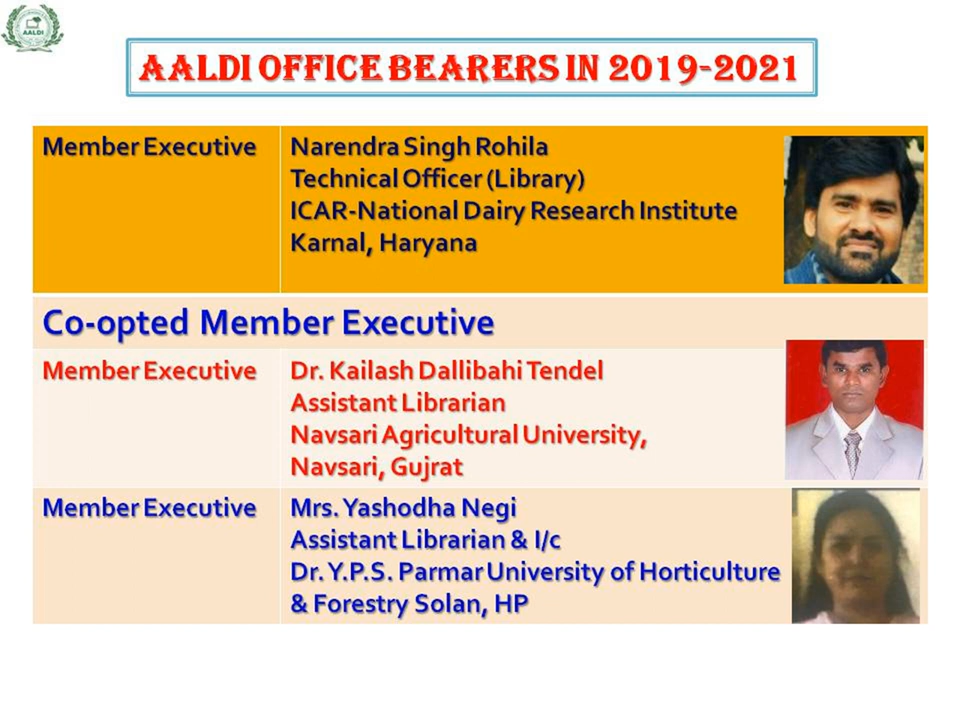 AALDI
AALDI OFFICE BEARERS IN 2019-2021
Member Executive
Narendra Singh Rohila
Technical Officer (Library)
ICAR-National Dairy Research Institute
Karnal, Haryana
Co-opted Member Executive
Member Executive
Dr. Kailash Dallibahi Tendel
Assistant Librarian
Navsari Agricultural University,
Navsari, Gujrat
Member Executive
Mrs. Yashodha Negi
Assistant Librarian & I/c
Dr. Y.P.S. Parmar University of Horticulture
& Forestry Solan, HP